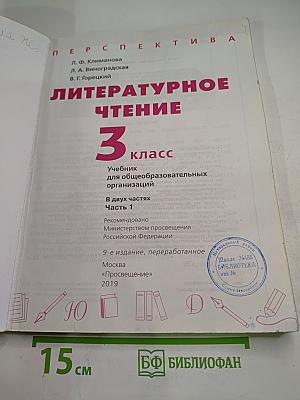 ПЕРСПЕКТИВА
Л. Ф. Климанова
Л. А. Виноградская
В. Г. Горецкий
ЛИТЕРАТУРНОЕ
ЧТЕНИЕ
3 класс
Учебник
для общеобразовательных
организаций
В двух частях
Часть 1
Рекомендовано
Министерством просвещения
Российской Федерации
9-е издание, переработанное
Москва
«Просвещение»
2019
БИБЛИОТЕКА
Ю
D
15 см
БФ БИБЛИОФАН